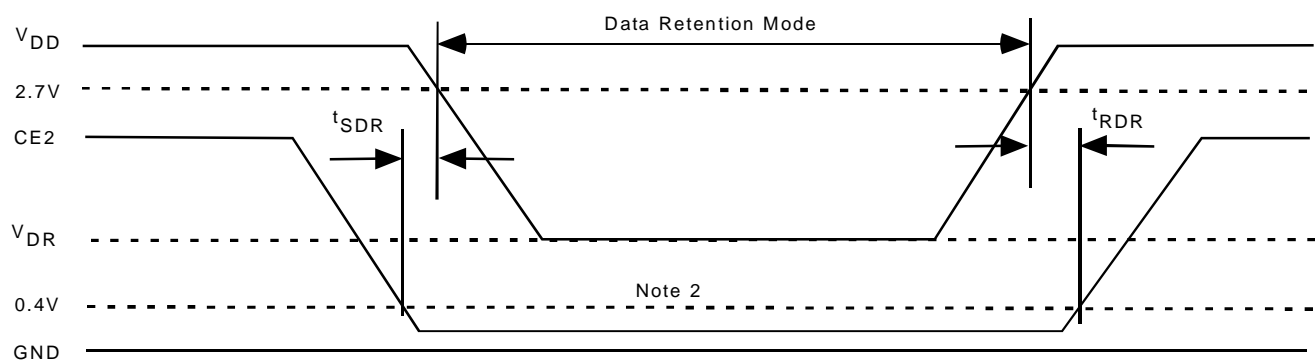 Data Retention Mode
VDD
2.7V
tSDR
tRDR
CE2
VDR
0.4V
Note 2
GND